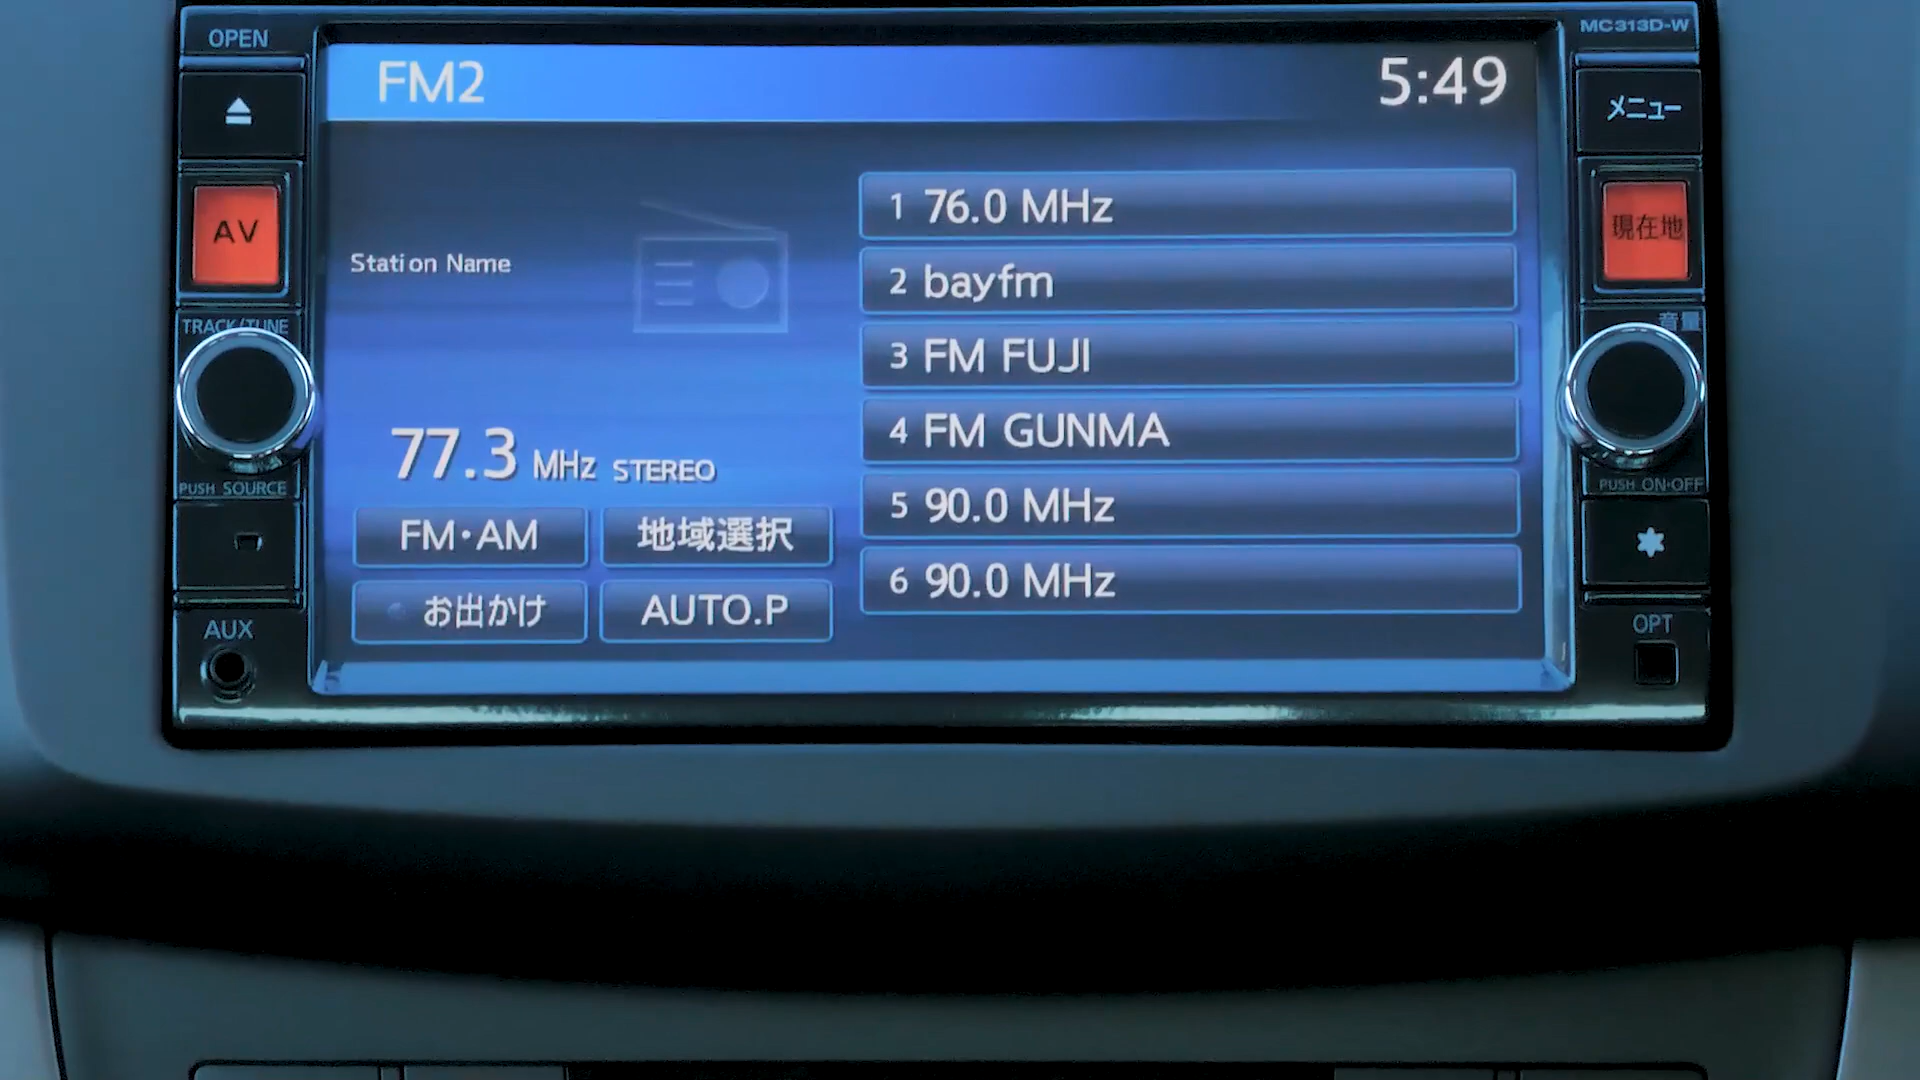 OPEN
MC313D-W
FM2
5:49
メニュー
AV
現在地
Station Name
1 76.0 MHz
2 bayfm
3 FM FUJI
4 FM GUNMA
5 90.0 MHz
6 90.0 MHz
TRACK/TUNE
音量
77.3 MHz STEREO
PUSH SOURCE
PUSH ON・OFF
FM・AM
地域選択
お出かけ
AUTO.P
AUX
OPT